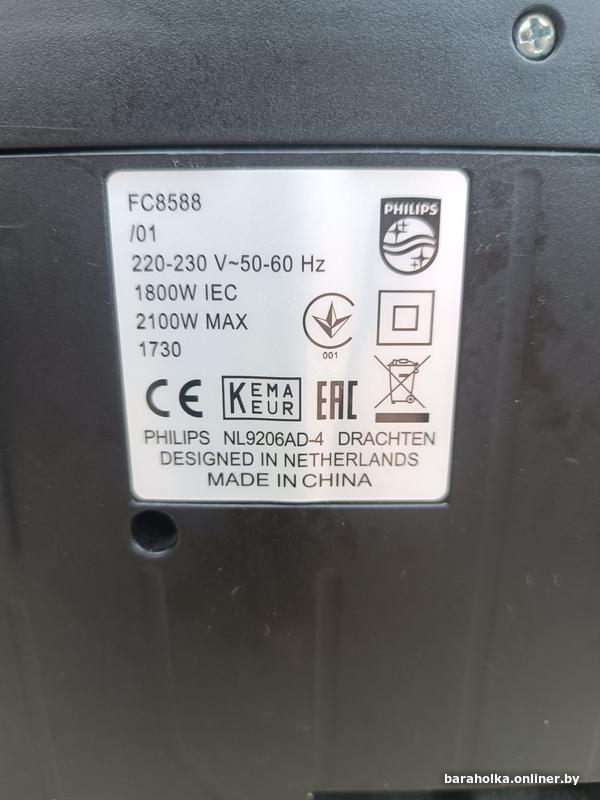 FC8588
/01
220-230 V~50-60 Hz
1800W IEC
2100W MAX
1730
PHILIPS
001
CE
KEMA
EUR
EAC
PHILIPS NL9206AD-4 DRACHTEN
DESIGNED IN NETHERLANDS
MADE IN CHINA
baraholka.onliner.by